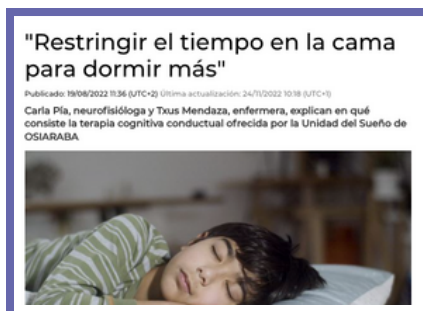 "Restringir el tiempo en la cama
para dormir más"
Publicado: 19/08/2022 11:36 (UTC+2) Última actualización: 24/11/2022 10:18 (UTC+1)
Carla Pía, neurofisióloga y Txus Mendaza, enfermera, explican en qué
consiste la terapia cognitiva conductual ofrecida por la Unidad del Sueño de
OSIARABA